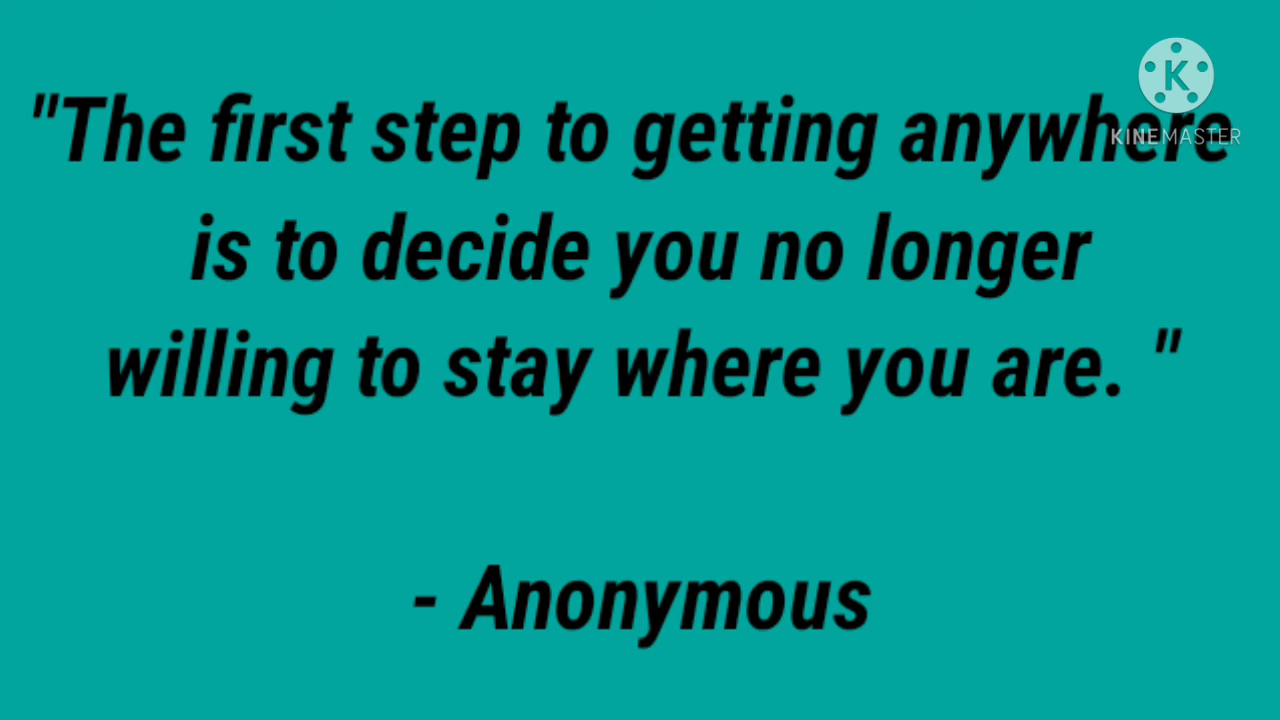 "The first step to getting anywhere
is to decide you no longer
willing to stay where you are. "
- Anonymous
K
KINEMASTER